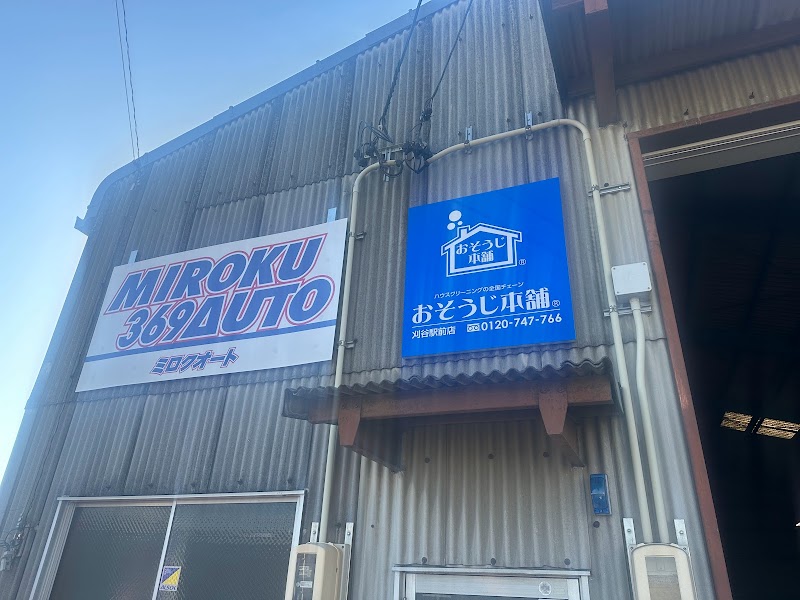 MIROKU
369AUTO
ミロクオート
おそうじ
本舗
®
ハウスクリーニングの全国チェーン
おそうじ本舗®
刈谷駅前店 0120-747-766